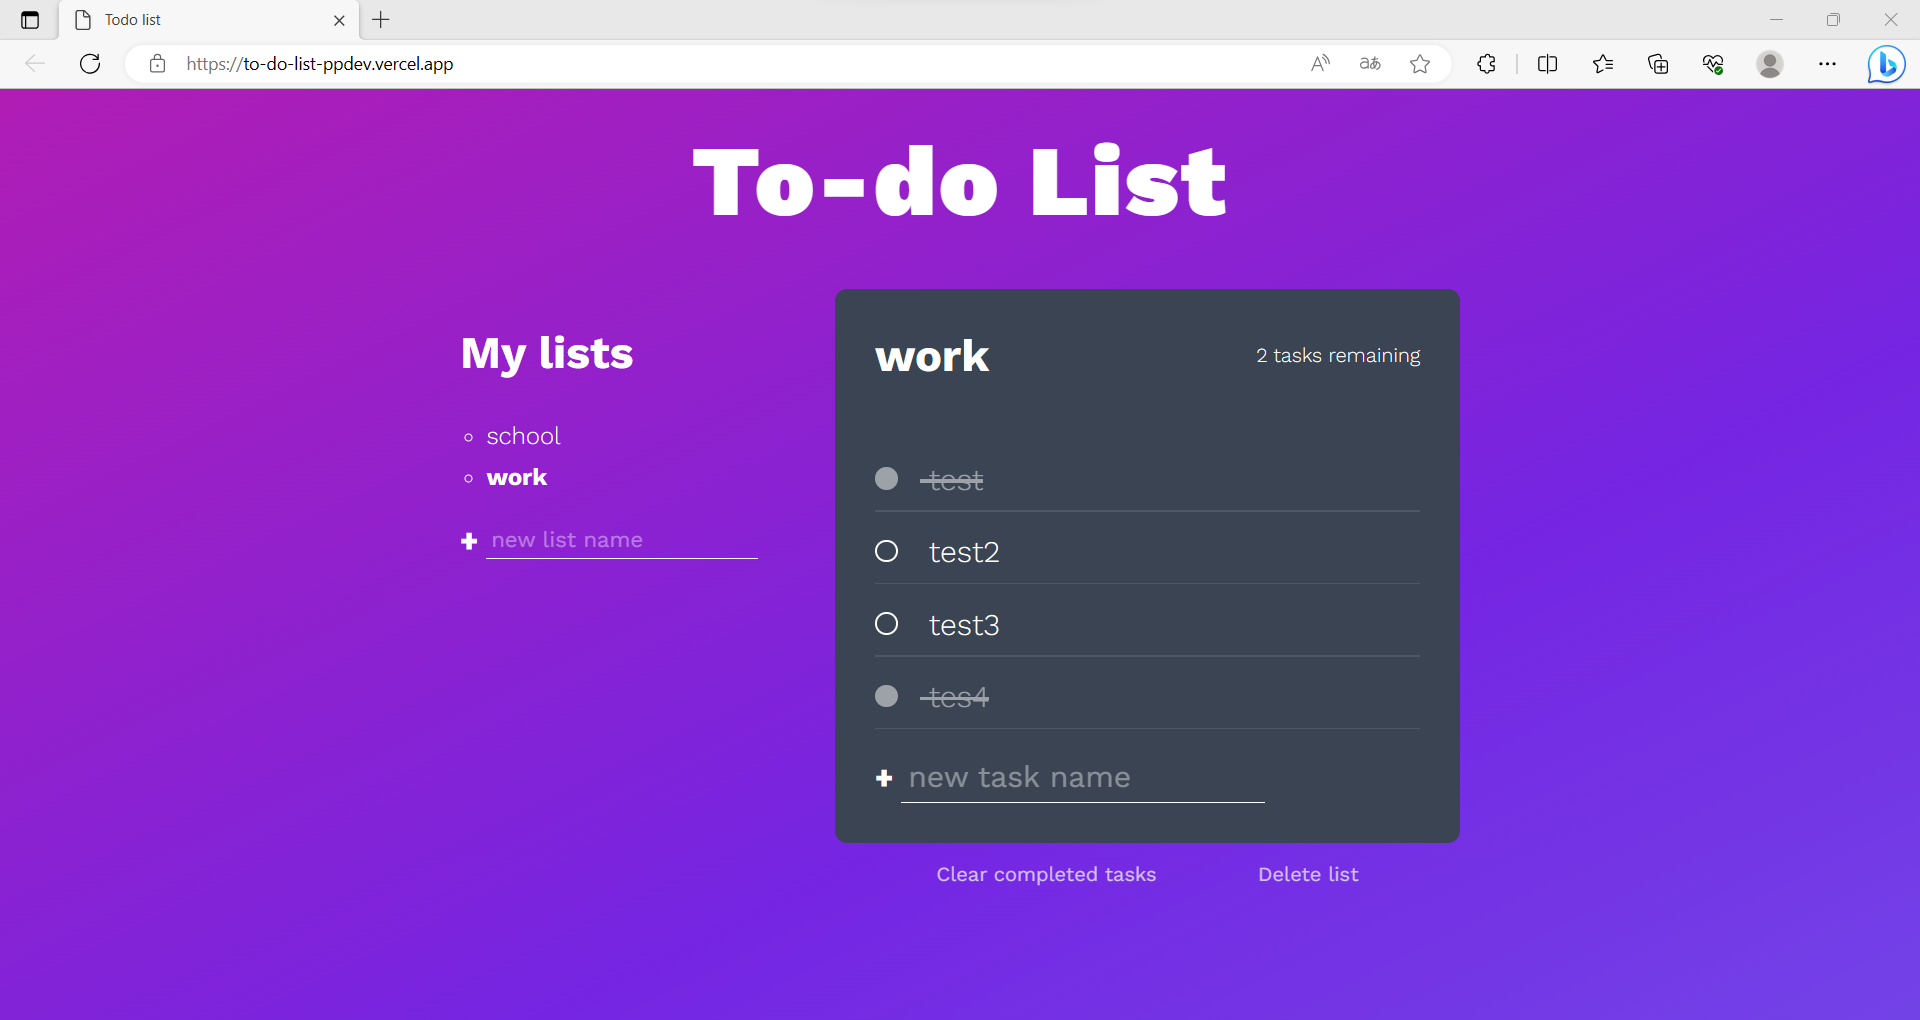 Todo list
https://to-do-list-ppdev.vercel.app
To-do List
My lists
school
work
new list name
work
2 tasks remaining
test
test2
test3
tes4
new task name
Clear completed tasks
Delete list